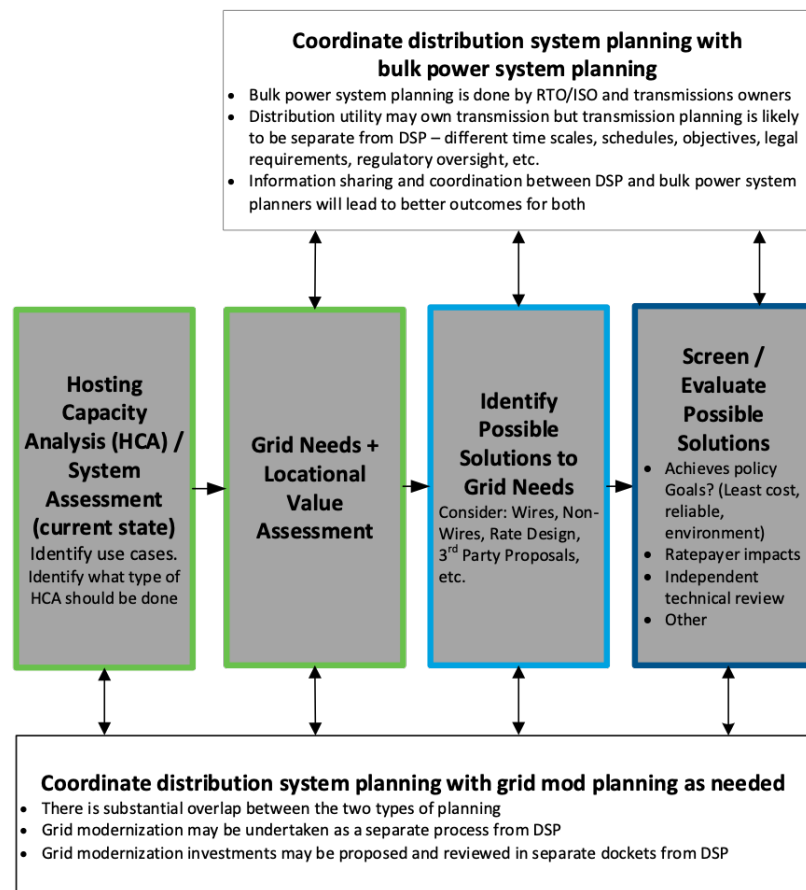 Coordinate distribution system planning with
bulk power system planning
• Bulk power system planning is done by RTO/ISO and transmissions owners
• Distribution utility may own transmission but transmission planning is likely
to be separate from DSP – different time scales, schedules, objectives, legal
requirements, regulatory oversight, etc.
• Information sharing and coordination between DSP and bulk power system
planners will lead to better outcomes for both
Hosting
Capacity
Analysis (HCA) /
System
Assessment
(current state)
Identify use cases.
Identify what type of
HCA should be done
Grid Needs +
Locational
Value
Assessment
Identify
Possible
Solutions to
Grid Needs
Consider: Wires, Non-
Wires, Rate Design,
3rd Party Proposals,
etc.
Screen /
Evaluate
Possible
Solutions
• Achieves policy
Goals? (Least cost,
reliable,
environment)
• Ratepayer impacts
• Independent
technical review
• Other
Coordinate distribution system planning with grid mod planning as needed
• There is substantial overlap between the two types of planning
• Grid modernization may be undertaken as a separate process from DSP
• Grid modernization investments may be proposed and reviewed in separate dockets from DSP